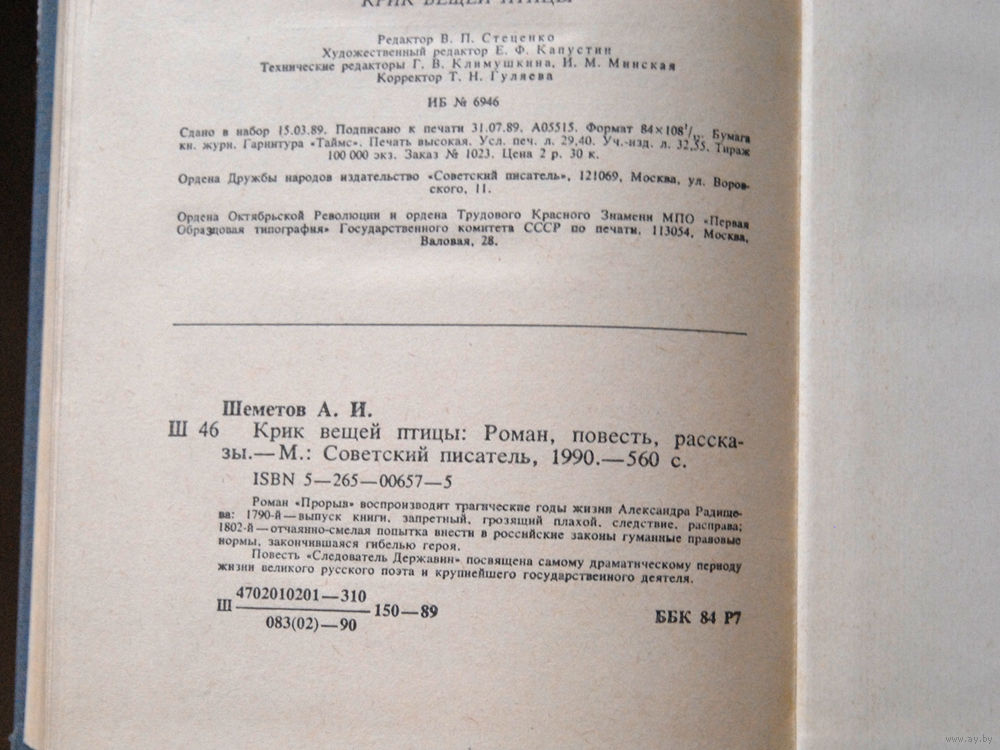 КРИК ВЕЩЕЙ ПТИЦЫ
Редактор В. П. Стеценко
Художественный редактор Е. Ф. Капустин
Технические редакторы Г. В. Климушкина, И. М. Минская
Корректор Т. Н. Гуляева
ИБ № 6946
Сдано в набор 15.03.89. Подписано к печати 31.07.89. А05515. Формат 84×108¹/ Бумага
кн. журн. Гарнитура «Таймс». Печать высокая. Усл. печ. л. 29,40. Уч.-изд. л. 32,55. Тираж
100 000 экз. Заказ № 1023. Цена 2 р. 30 к.
Ордена Дружбы народов издательство «Советский писатель», 121069, Москва, ул. Воров-
ского, 11.
Ордена Октябрьской Революции и ордена Трудового Красного Знамени МПО «Первая
Образцовая типография» Государственного комитета СССР по печати. 113054, Москва,
Валовая, 28.
Шеметов А. И.
Ш 46 Крик вещей птицы: Роман, повесть, расска-
зы.—М.: Советский писатель, 1990.—560 с.
ISBN 5—265—00657—5
Роман «Прорыв» воспроизводит трагические годы жизни Александра Радище-
ва: 1790-й—выпуск книги, запретный, грозящий плахой, следствие, расправа;
1802-й—отчаянно-смелая попытка внести в российские законы гуманные правовые
нормы, закончившаяся гибелью героя.
Повесть «Следователь Державин» посвящена самому драматическому периоду
жизни великого русского поэта и крупнейшего государственного деятеля.
4702010201—310
Ш 150—89
083(02)—90
ББК 84 Р7
www.ay.by